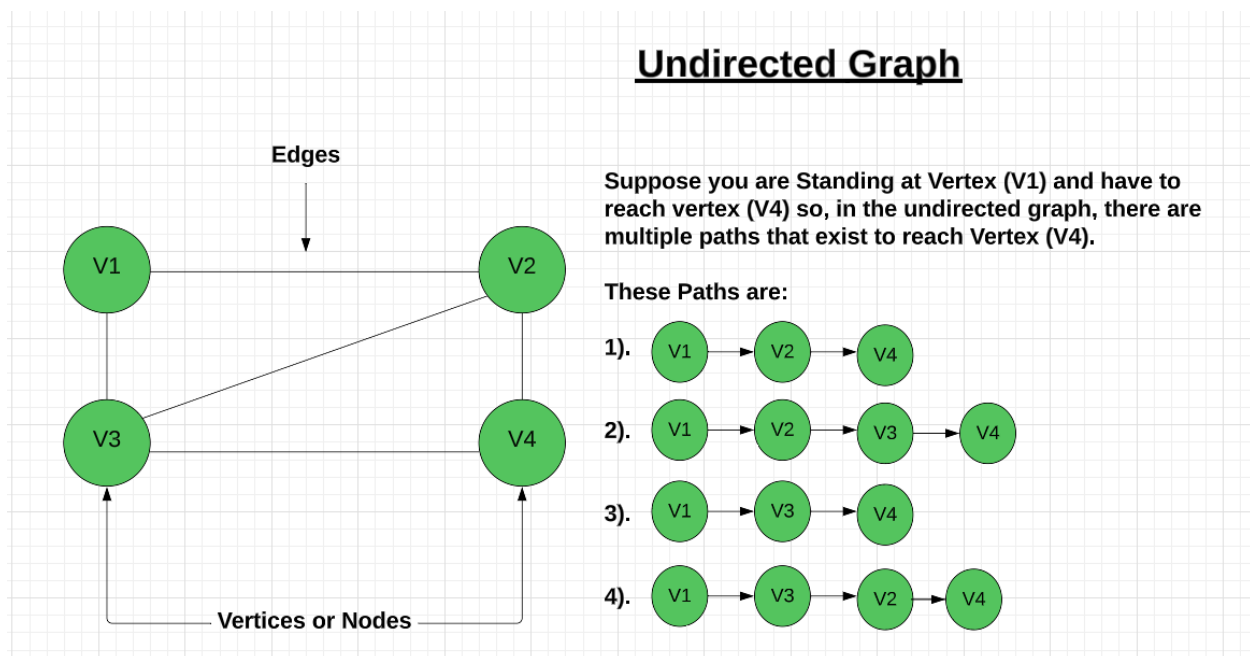 Undirected Graph
Edges
V1
V2
V3
V4
Vertices or Nodes
Suppose you are Standing at Vertex (V1) and have to
reach vertex (V4) so, in the undirected graph, there are
multiple paths that exist to reach Vertex (V4).
These Paths are:
1). V1 V2 V4
2). V1 V2 V3 V4
3). V1 V3 V4
4). V1 V3 V2 V4